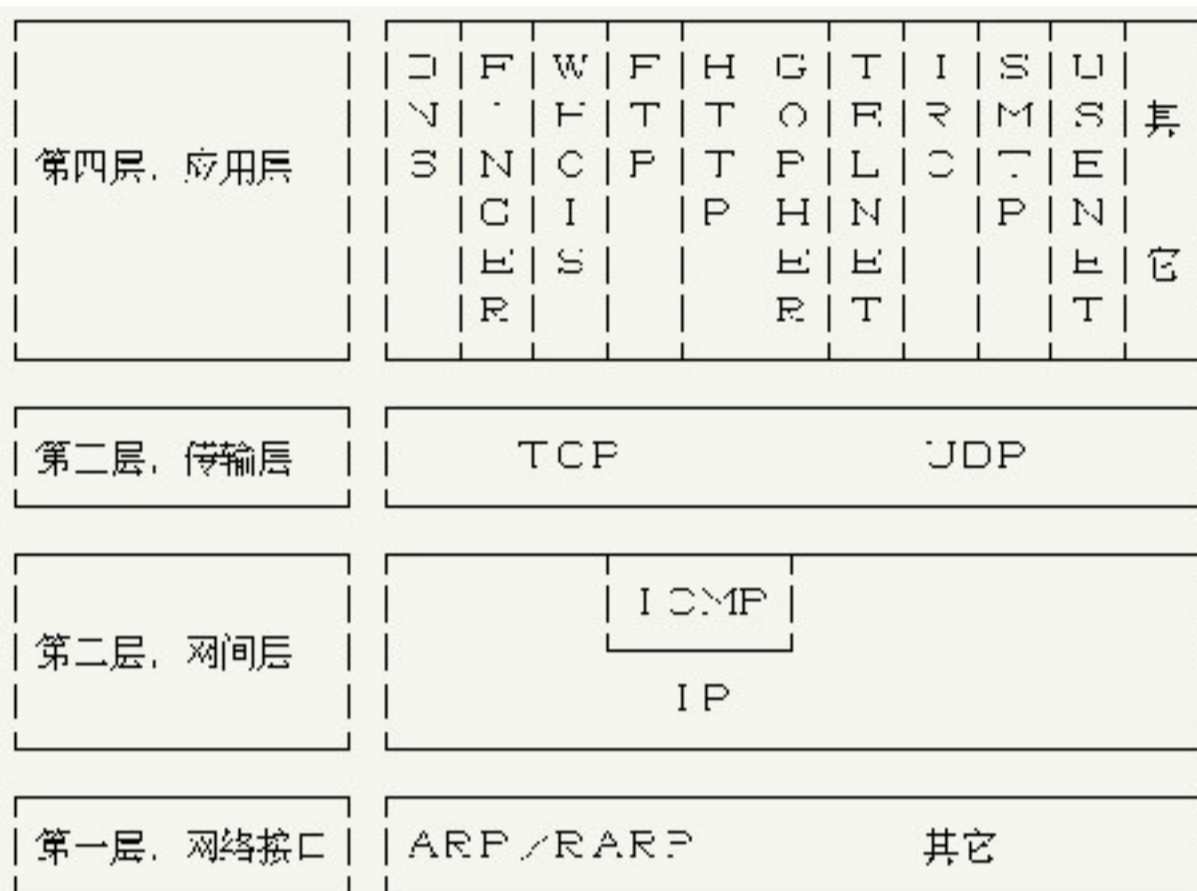 第四层，应用层
DNS
FINGER
WHOIS
FTP
HTTP
GOPHER
TELNET
IRC
SMTP
USENET
其它
第三层，传输层
TCP
UDP
第二层，网间层
ICMP
IP
第一层，网络接口
ARP/RARP
其它